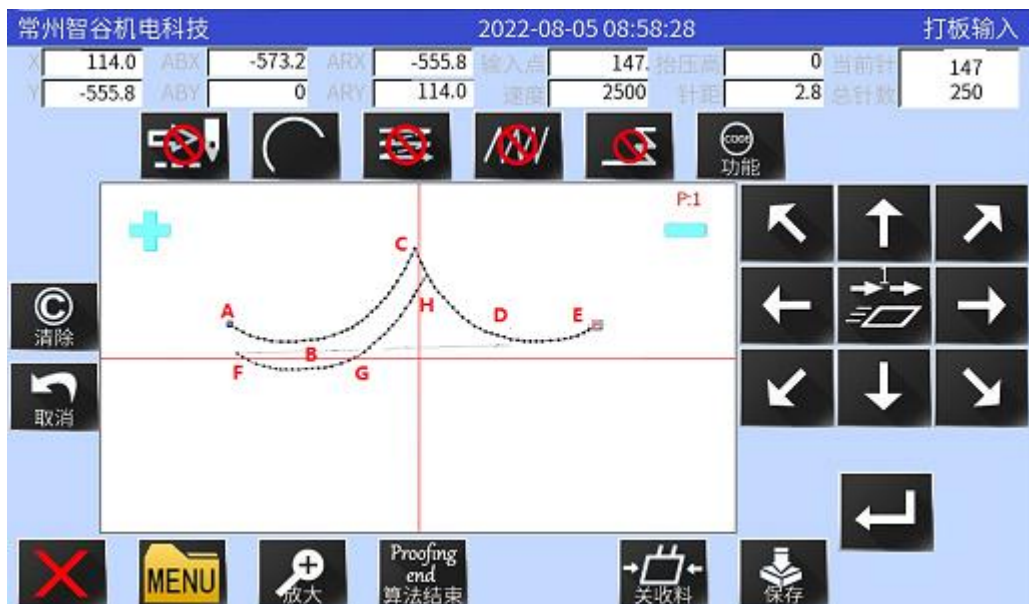 常州智谷机电科技 2022-08-05 08:58:28 打板输入
X 114.0 ABX -573.2 ARX -555.8 输入点 147. 抬压高 0 当前针 147
Y -555.8 ABY 0 ARY 114.0 速度 2500 针距 2.8 总针数 250
CODE
功能
P:1
C
A
H
D
E
B
F
G
清除
取消
MENU
放大
Proofing
end
算法结束
关收料
保存